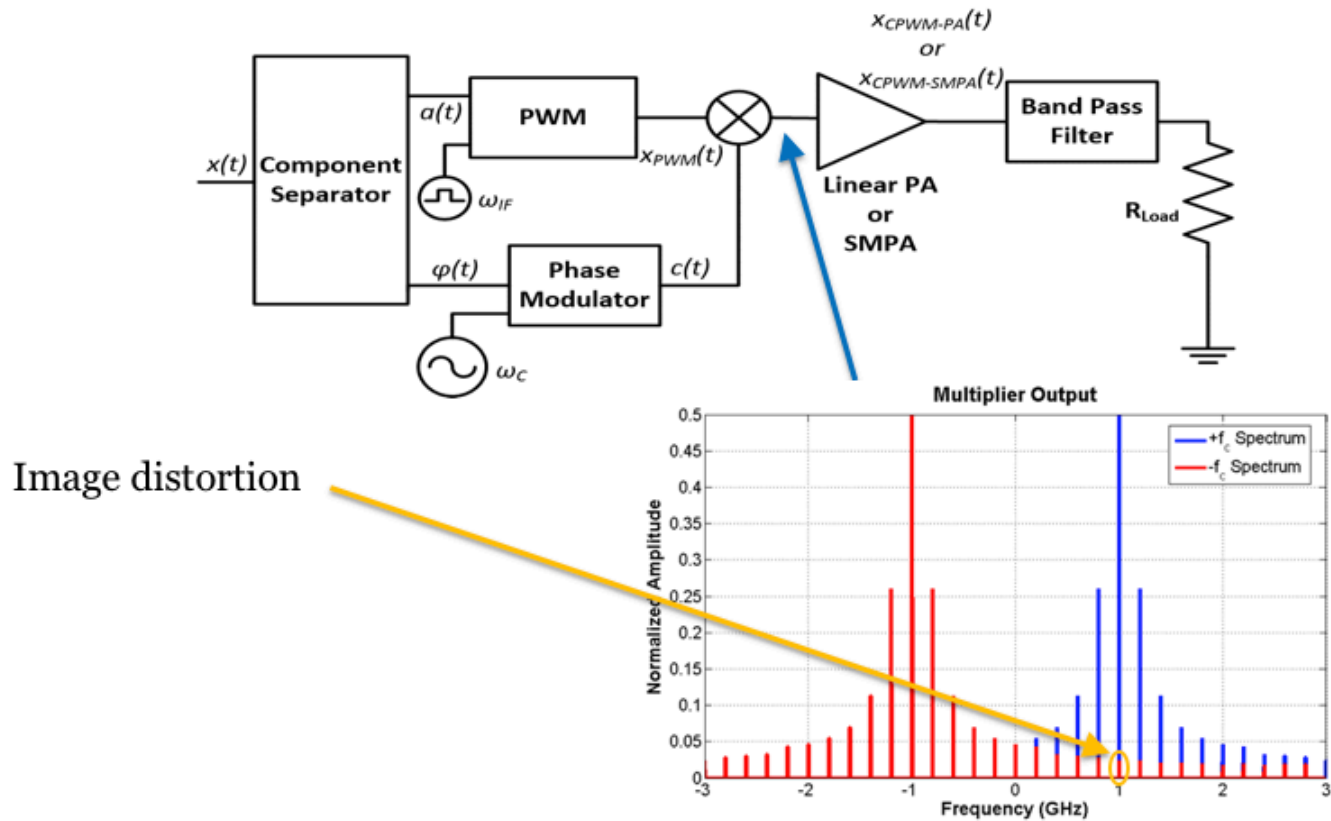 x_CPWM-PA(t)
or
x_CPWM-SMPA(t)
x(t)
Component
Separator
a(t)
PWM
x_PWM(t)
ω_IF
φ(t)
Phase
Modulator
c(t)
ω_C
Linear PA
or
SMPA
Band Pass
Filter
R_Load
Image distortion
Multiplier Output
+f_c Spectrum
-f_c Spectrum
Normalized Amplitude
0.5
0.45
0.4
0.35
0.3
0.25
0.2
0.15
0.1
0.05
0
-3 -2 -1 0 1 2 3
Frequency (GHz)